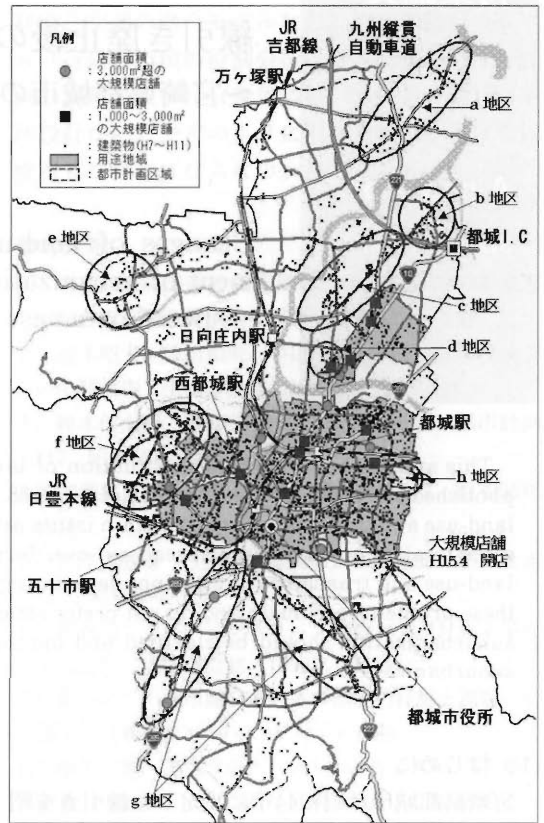 凡例
店舗面積
：3,000㎡超の
大規模店舗
店舗面積
：1,000～3,000㎡
の大規模店舗
：建築物(H7～H11)
：用途地域
：都市計画区域
JR
吉都線
九州縦貫
自動車道
万ヶ塚駅
a 地区
221
b 地区
e 地区
都城I.C
10
c 地区
日向庄内駅
d 地区
西都城駅
都城駅
f 地区
h 地区
JR
日豊本線
大規模店舗
H15.4 開店
五十市駅
都城市役所
222
g 地区